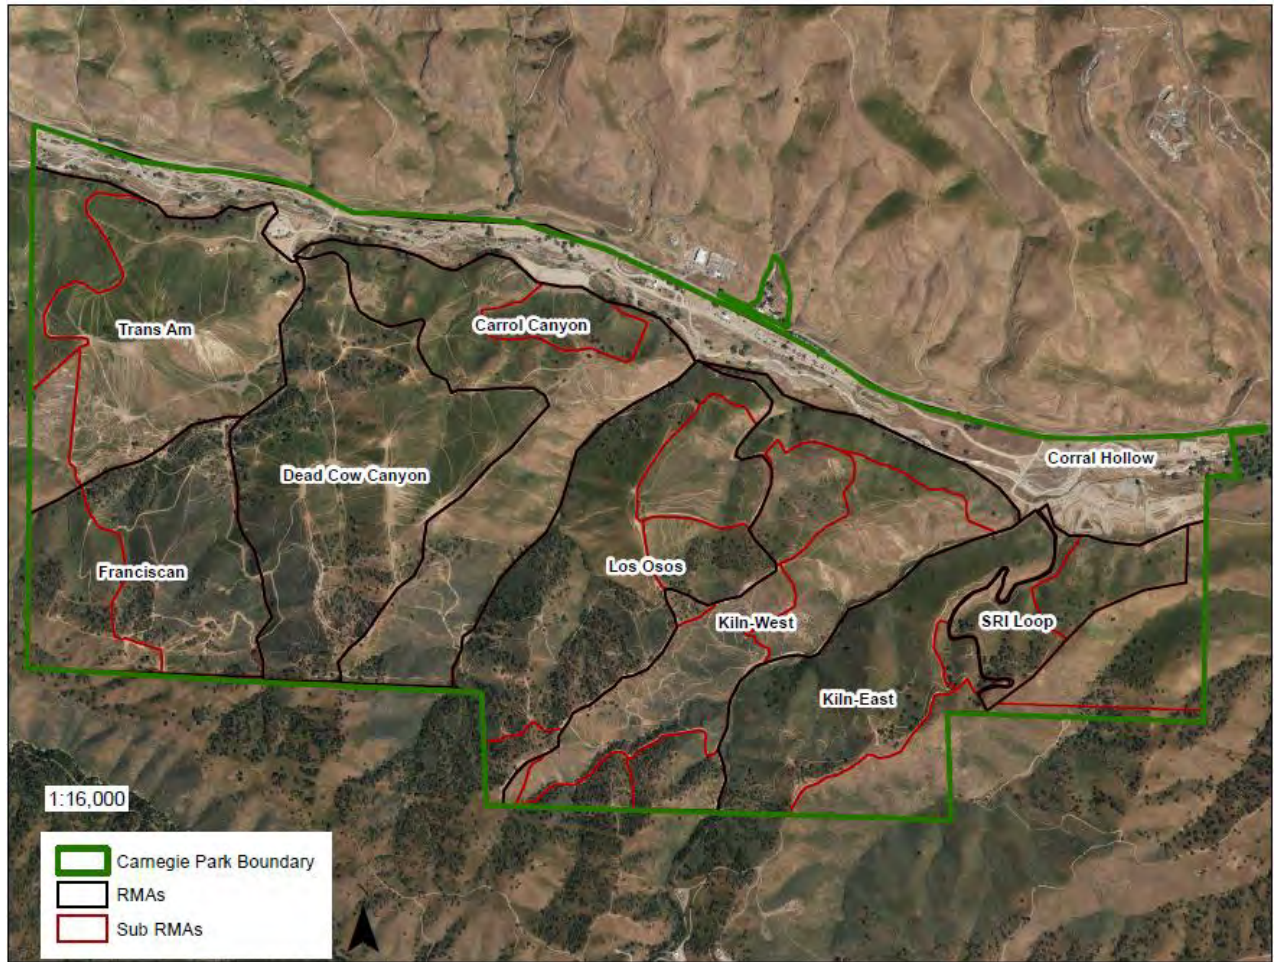 Trans Am
Carrol Canyon
Dead Cow Canyon
Corral Hollow
Franciscan
Los Osos
Kiln-West
SRI Loop
Kiln-East
1:16,000
Carnegie Park Boundary
RMAs
Sub RMAs